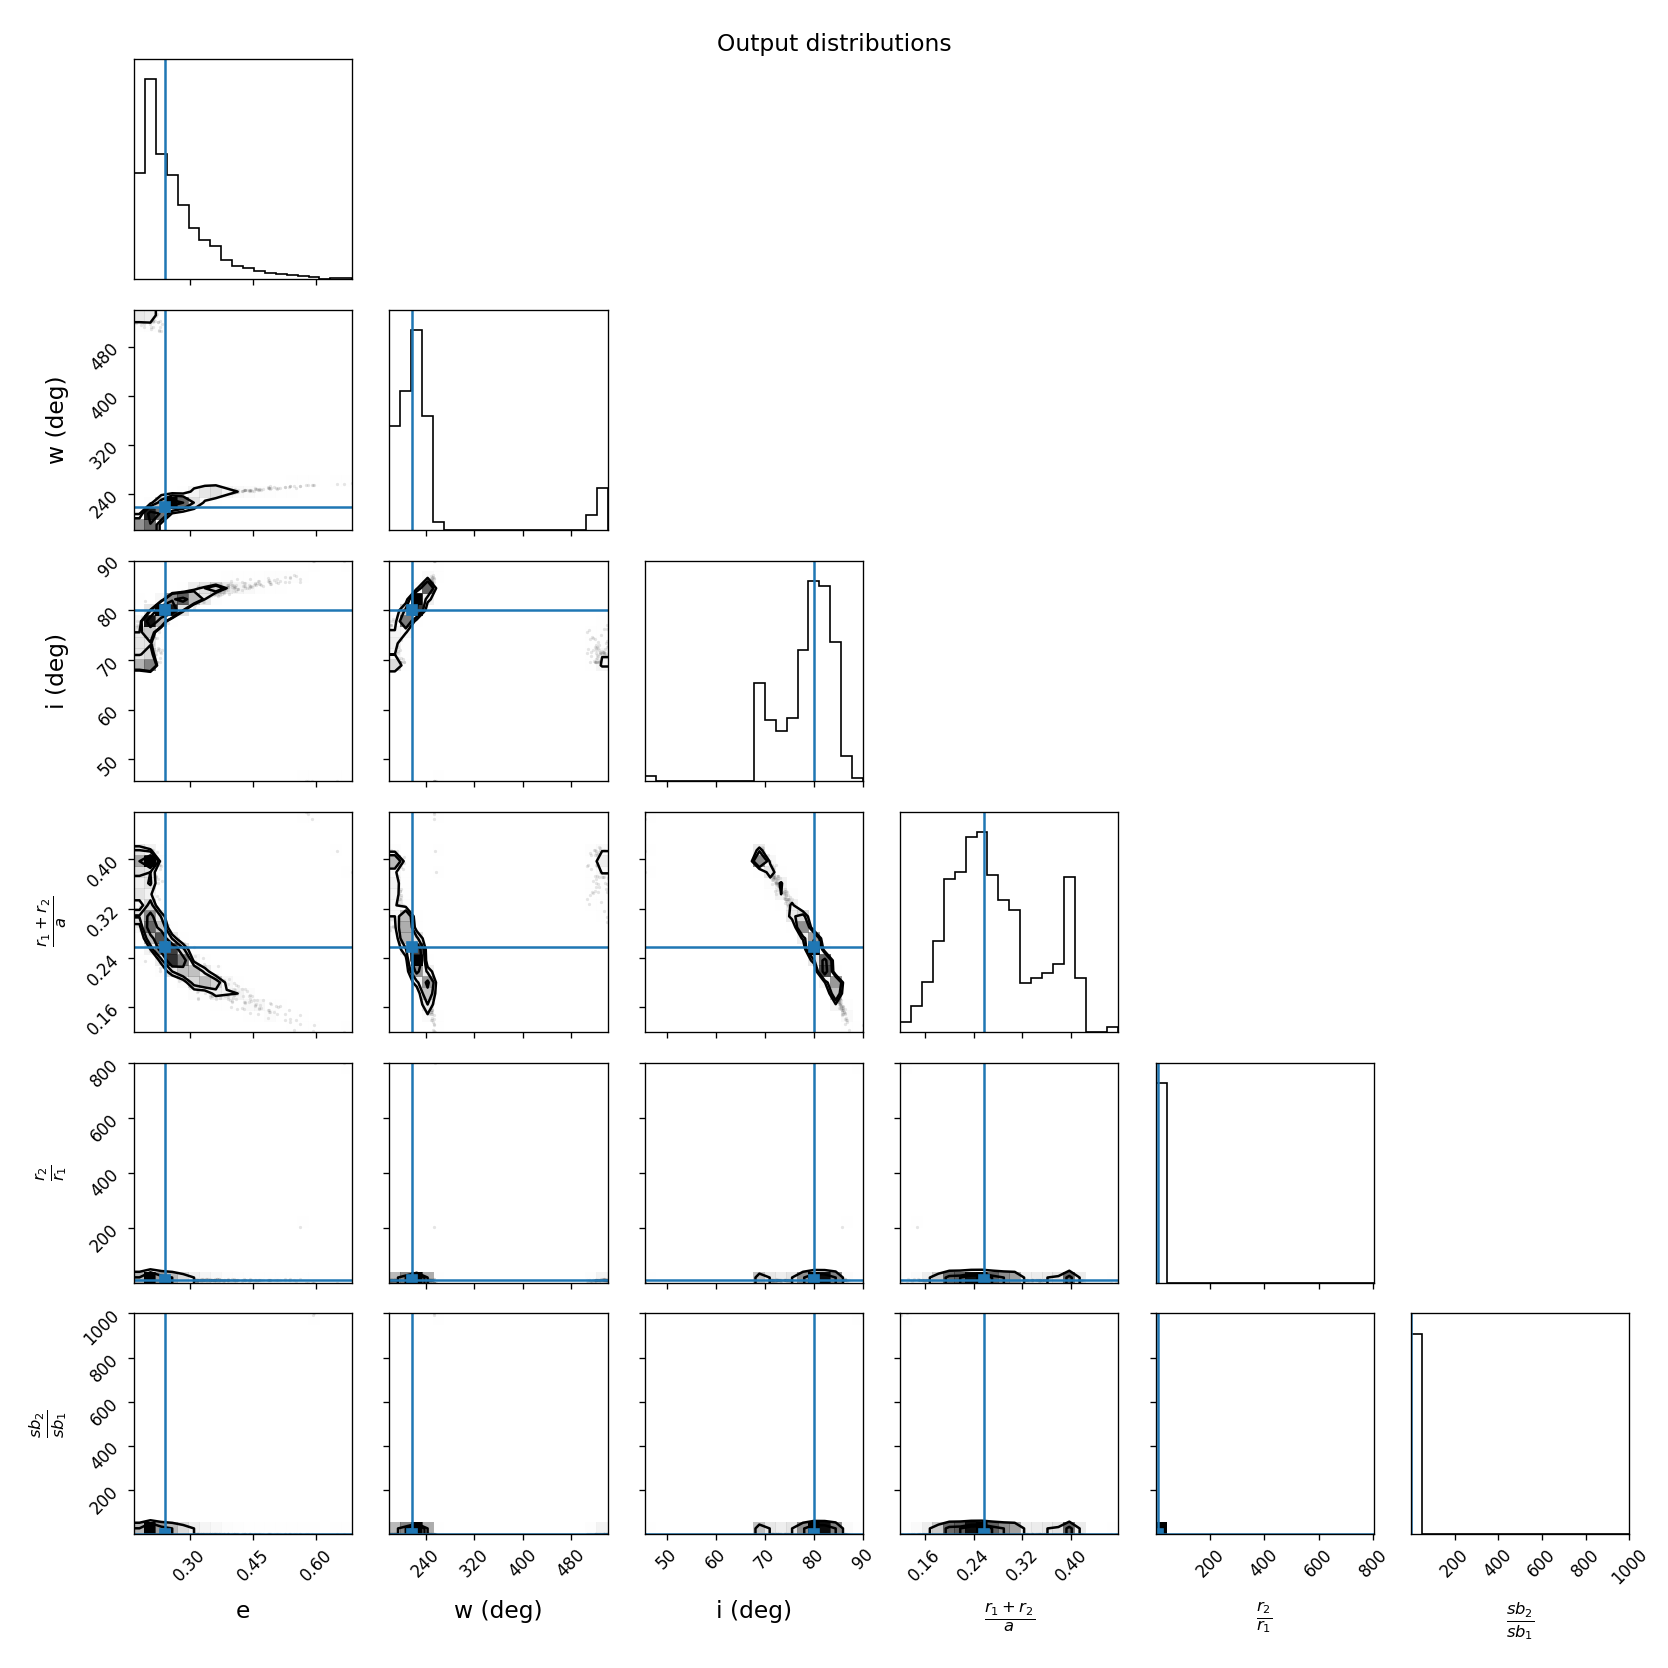 Output distributions
w (deg)
480
400
320
240
i (deg)
90
80
70
60
50
r₁ + r₂
a
0.40
0.32
0.24
0.16
r₂
r₁
800
600
400
200
sb₂
sb₁
1000
800
600
400
200
0.30 0.45 0.60
240 320 400 480
50 60 70 80 90
0.16 0.24 0.32 0.40
200 400 600 800
200 400 600 800 1000
e
w (deg)
i (deg)
r₁ + r₂
a
r₂
r₁
sb₂
sb₁